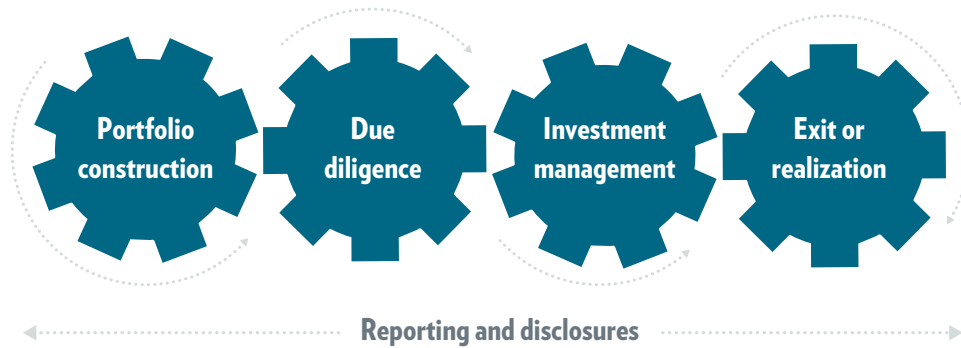 Portfolio
construction
Due
diligence
Investment
management
Exit or
realization
Reporting and disclosures